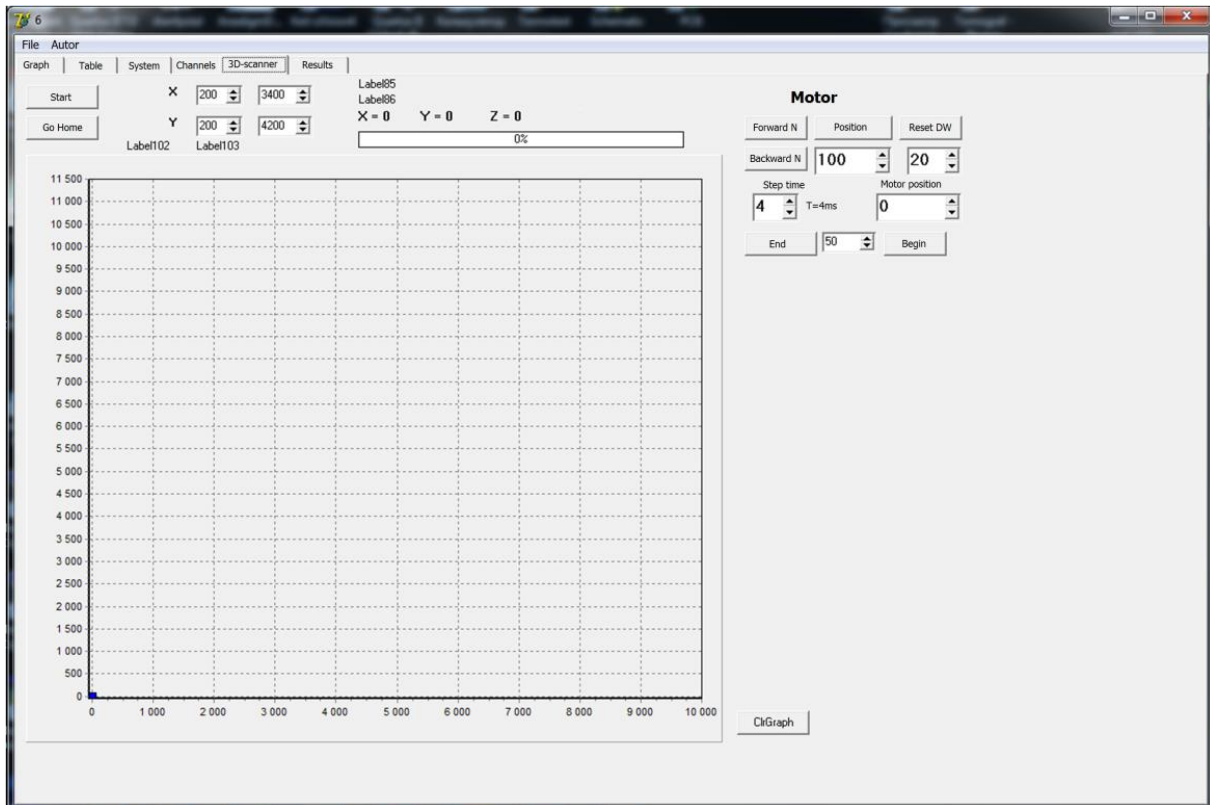 6
File Autor
Graph Table System Channels 3D-scanner Results
Start X 200 3400
Label85
Label86
Go Home Y 200 4200
X = 0 Y = 0 Z = 0
0%
Label102 Label103
Motor
Forward N Position Reset DW
Backward N 100 20
Step time Motor position
4 T=4ms 0
End 50 Begin
11 500
11 000
10 500
10 000
9 500
9 000
8 500
8 000
7 500
7 000
6 500
6 000
5 500
5 000
4 500
4 000
3 500
3 000
2 500
2 000
1 500
1 000
500
0
0 1 000 2 000 3 000 4 000 5 000 6 000 7 000 8 000 9 000 10 000
ClrGraph